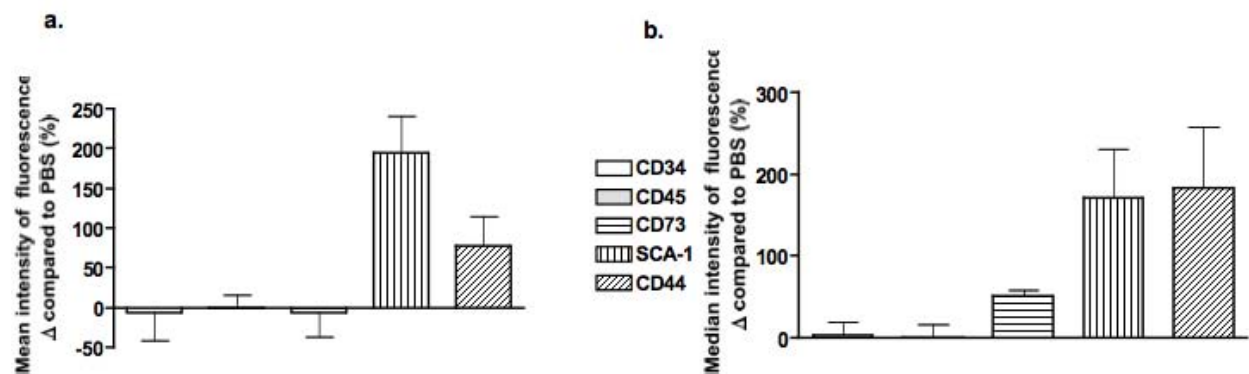 a.
Mean intensity of fluorescence
Δ compared to PBS (%)
250
200
150
100
50
0
-50
CD34
CD45
CD73
SCA-1
CD44
b.
Median intensity of fluorescence
Δ compared to PBS (%)
300
200
100
0